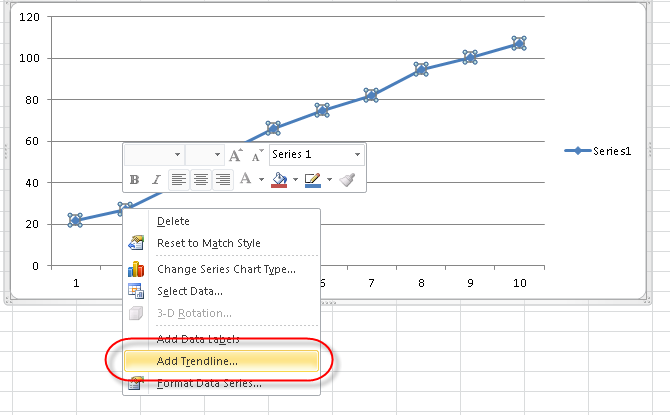 120
100
80
60
40
20
0
1 6 7 8 9 10
Series1
A A Series 1
B I A
Delete
Reset to Match Style
Change Series Chart Type...
Select Data...
3-D Rotation...
Add Data Labels
Add Trendline...
Format Data Series...